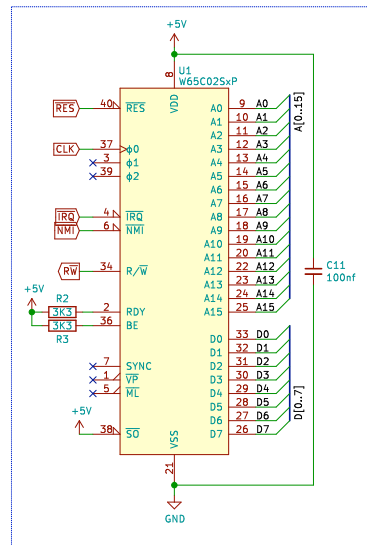 +5V
U1
W65C02SxP
8
VDD
RES 40 RES
A0 9 A0
A1 10 A1
A2 11 A2
CLK 37 ϕ0
A3 12 A3
3 ϕ1
A4 13 A4
39 ϕ2
A5 14 A5
A6 15 A6
A7 16 A7
IRQ 4 IRQ
A8 17 A8
NMI 6 NMI
A9 18 A9
A10 19 A10
A11 20 A11
RW 34 R/W
A12 22 A12
A13 23 A13
A14 24 A14
A15 25 A15
A[0..15]
C11
100nf
+5V
R2
3K3 2 RDY
3K3 36 BE
R3
D0 33 D0
D1 32 D1
7 SYNC
D2 31 D2
1 VP
D3 30 D3
5 ML
D4 29 D4
D5 28 D5
+5V
D6 27 D6
38 SO
D7 26 D7
D[0..7]
VSS
21
GND